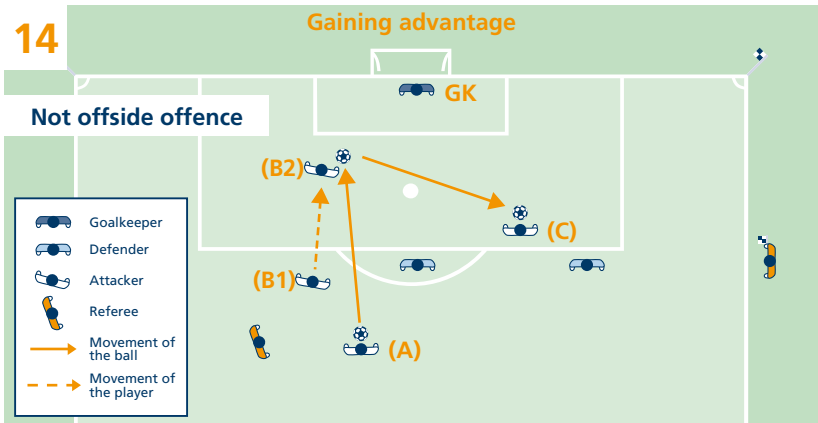 14
Gaining advantage
GK
Not offside offence
(B2)
(C)
(B1)
(A)
Goalkeeper
Defender
Attacker
Referee
Movement of
the ball
Movement of
the player